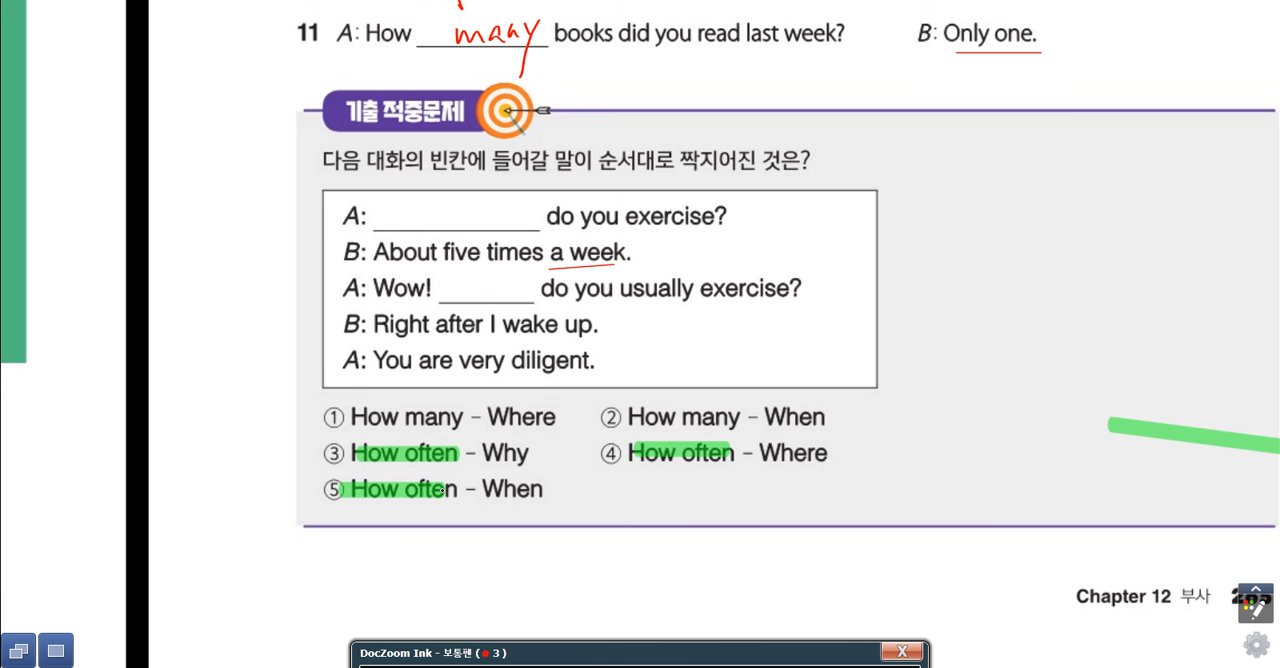 11 A: How many books did you read last week? B: Only one.
기출 적중문제
다음 대화의 빈칸에 들어갈 말이 순서대로 짝지어진 것은?
A: ____________ do you exercise?
B: About five times a week.
A: Wow! _______ do you usually exercise?
B: Right after I wake up.
A: You are very diligent.
① How many – Where ② How many – When
③ How often – Why ④ How often – Where
⑤ How often – When
Chapter 12 부사
DocZoom Ink - 보통펜 ( 3 )